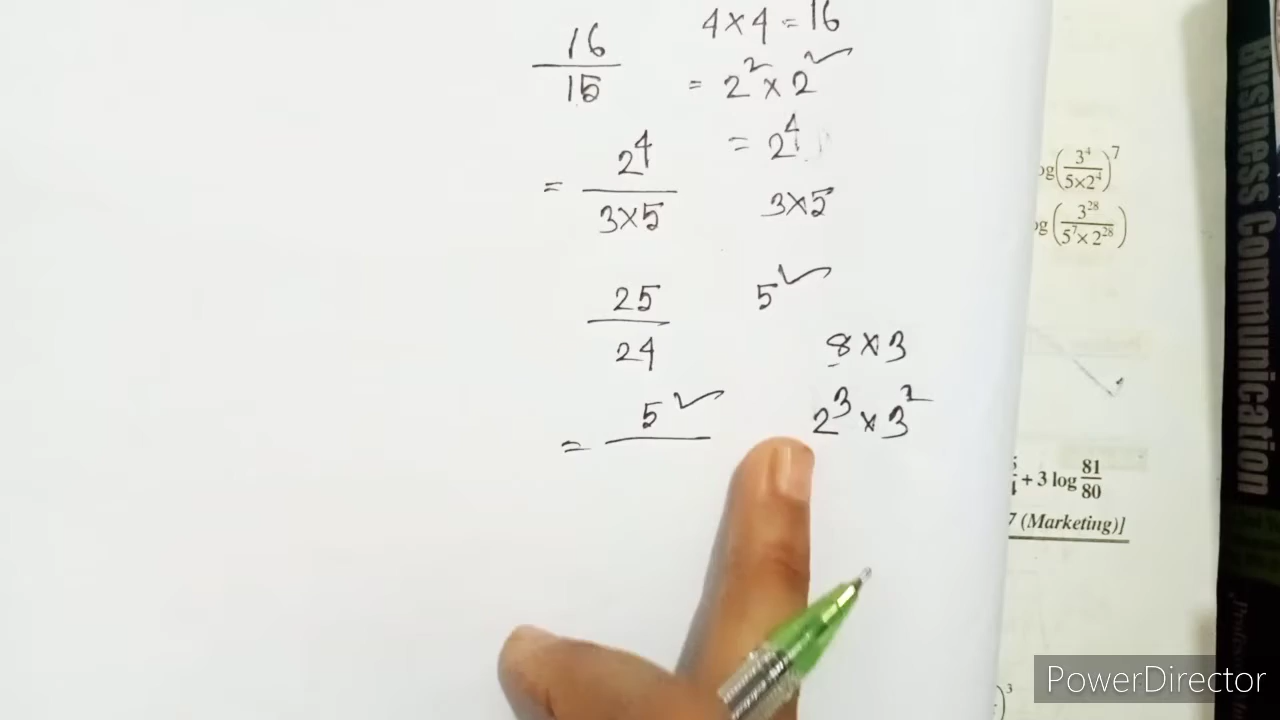 4×4=16
16/15 = 2²×2²
= 2⁴
= 2⁴/3×5 3×5
25/24 5²
8×3
= 5² 2³×3²
(3⁴/5×2⁴)⁷
(3²⁸/5⁷×2²⁸)
+ 3 log 81/80
7 (Marketing)]
)³
Business Communication
PowerDirector